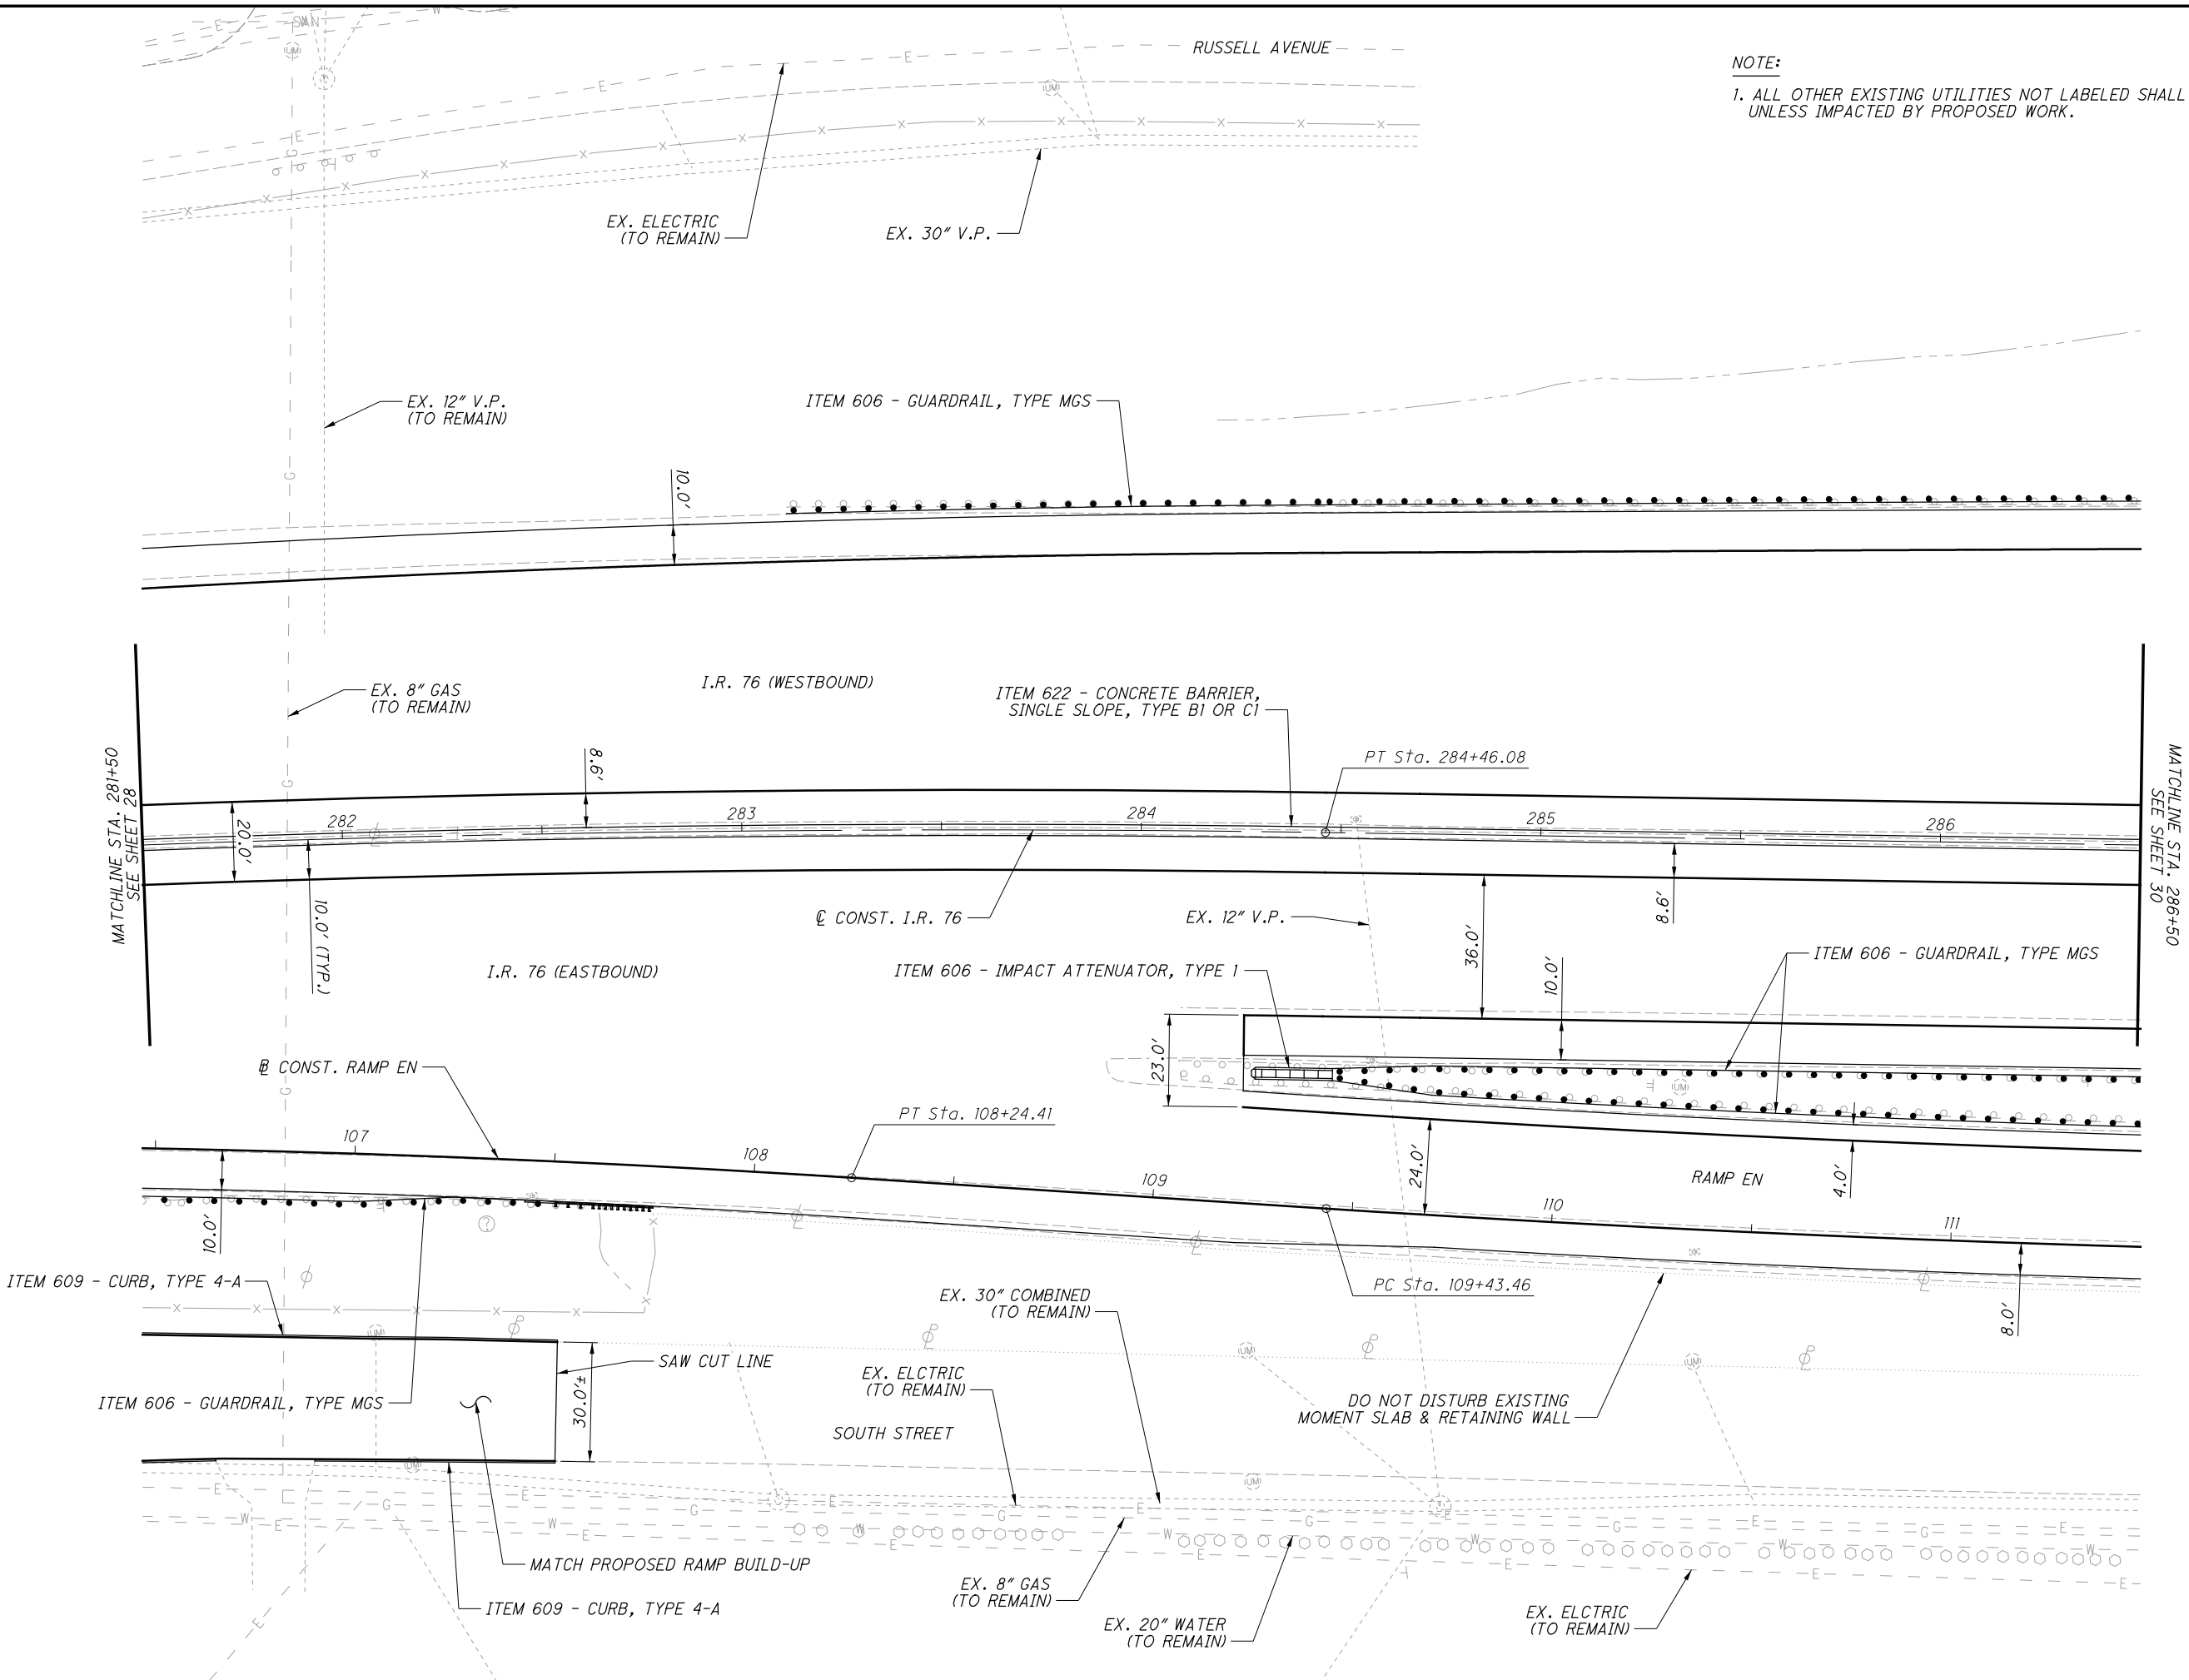 RUSSELL AVENUE
NOTE:
1. ALL OTHER EXISTING UTILITIES NOT LABELED SHALL
UNLESS IMPACTED BY PROPOSED WORK.
EX. ELECTRIC
(TO REMAIN)
EX. 30" V.P.
EX. 12" V.P.
(TO REMAIN)
ITEM 606 - GUARDRAIL, TYPE MGS
10.0'
EX. 8" GAS
(TO REMAIN)
I.R. 76 (WESTBOUND)
ITEM 622 - CONCRETE BARRIER,
SINGLE SLOPE, TYPE B1 OR C1
PT Sta. 284+46.08
MATCHLINE STA. 281+50
SEE SHEET 28
MATCHLINE STA. 286+50
SEE SHEET 30
8.6'
20.0'
282
283
284
285
286
10.0' (TYP.)
CONST. I.R. 76
EX. 12" V.P.
36.0'
8.6'
I.R. 76 (EASTBOUND)
ITEM 606 - IMPACT ATTENUATOR, TYPE 1
10.0'
ITEM 606 - GUARDRAIL, TYPE MGS
23.0'
CONST. RAMP EN
PT Sta. 108+24.41
107
108
109
110
111
24.0'
RAMP EN
4.0'
10.0'
ITEM 609 - CURB, TYPE 4-A
EX. 30" COMBINED
(TO REMAIN)
PC Sta. 109+43.46
8.0'
SAW CUT LINE
30.0'±
EX. ELCTRIC
(TO REMAIN)
ITEM 606 - GUARDRAIL, TYPE MGS
DO NOT DISTURB EXISTING
MOMENT SLAB & RETAINING WALL
SOUTH STREET
MATCH PROPOSED RAMP BUILD-UP
ITEM 609 - CURB, TYPE 4-A
EX. 8" GAS
(TO REMAIN)
EX. 20" WATER
(TO REMAIN)
EX. ELCTRIC
(TO REMAIN)